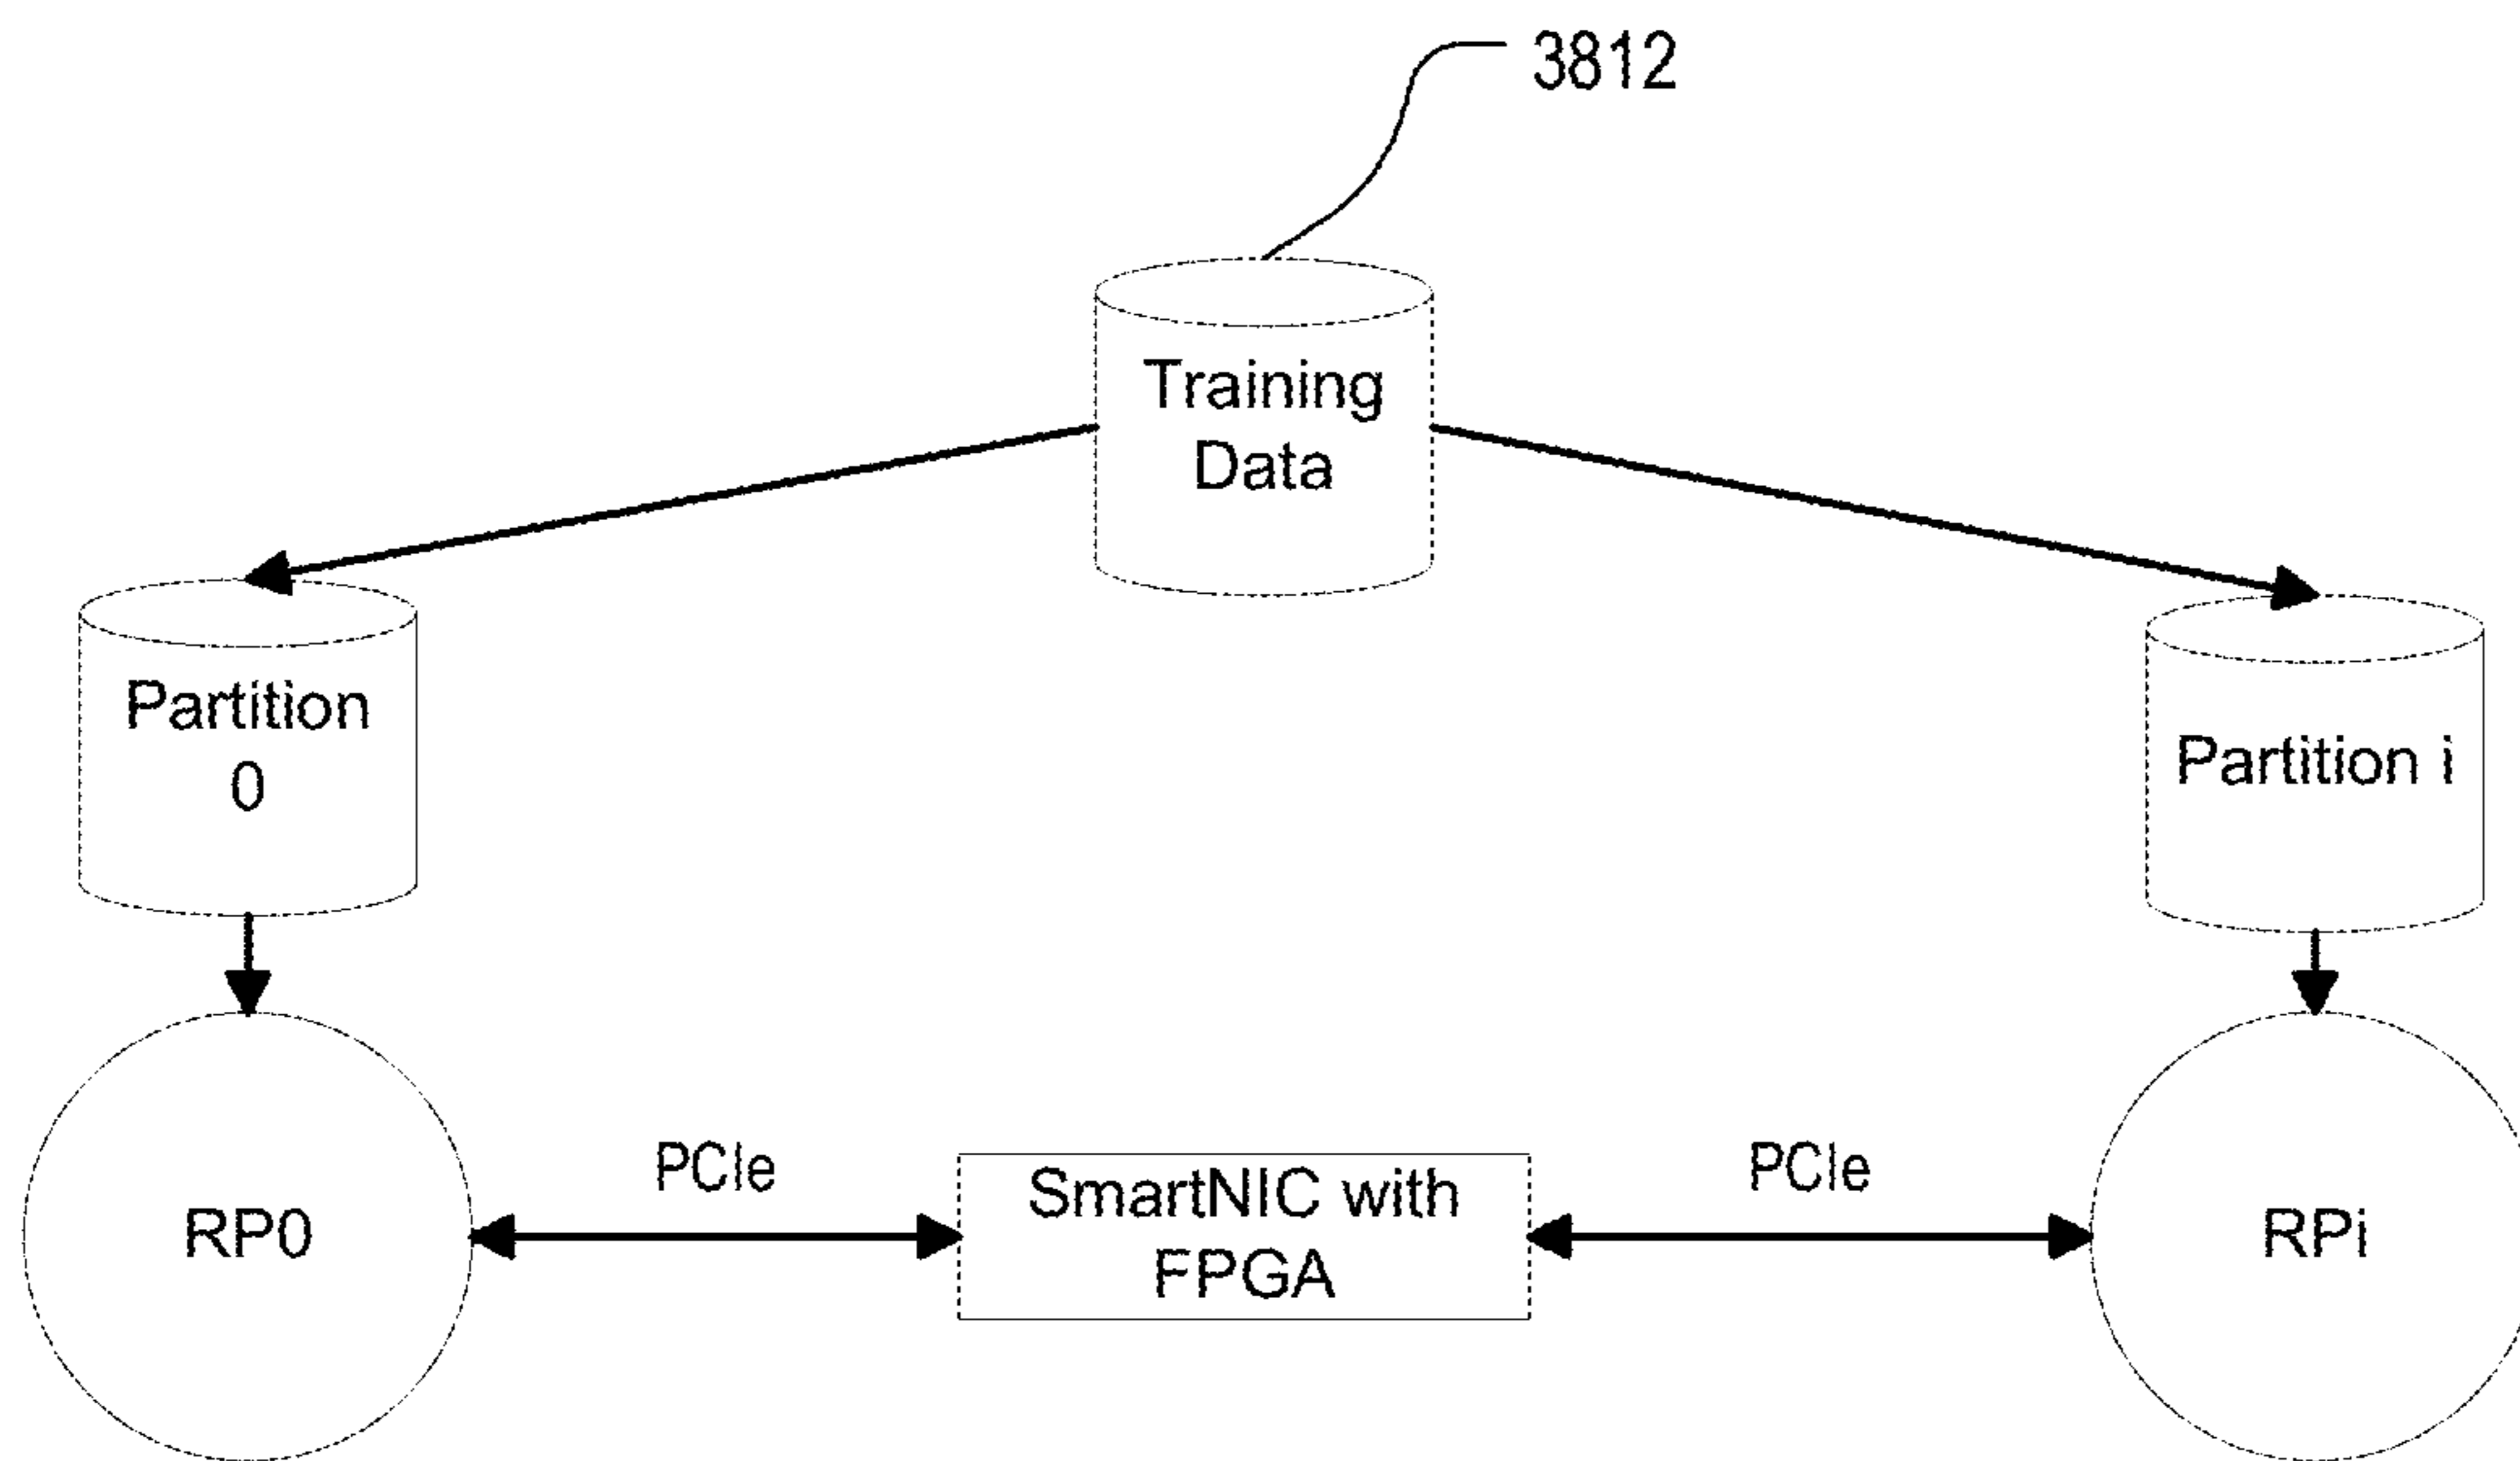 3812
Training
Data
Partition
0
Partition i
PCIe
PCIe
RP0
SmartNIC with
FPGA
RPi